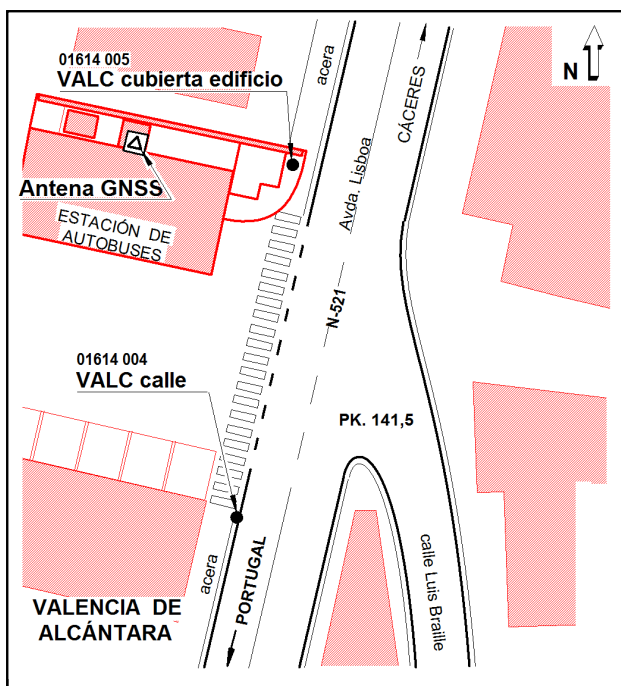 01614 005
VALC cubierta edificio
acera
CÁCERES
N
Avda. Lisboa
Antena GNSS
ESTACIÓN DE
AUTOBUSES
N-521
01614 004
VALC calle
PK. 141,5
acera
PORTUGAL
calle Luis Braille
VALENCIA DE
ALCÁNTARA